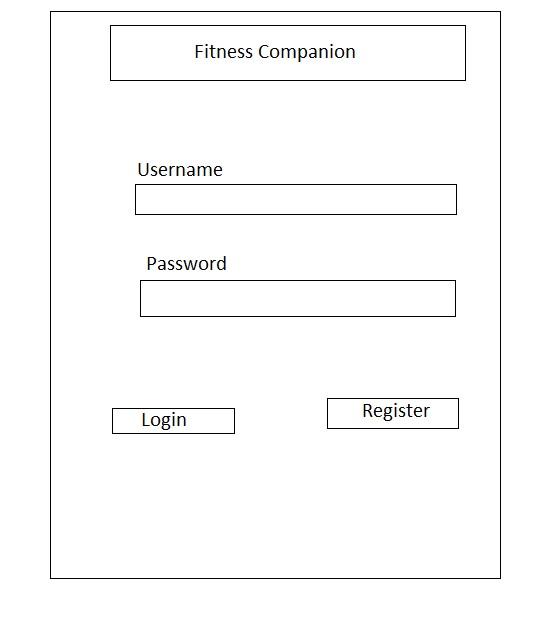 Fitness Companion
Username
Password
Login
Register